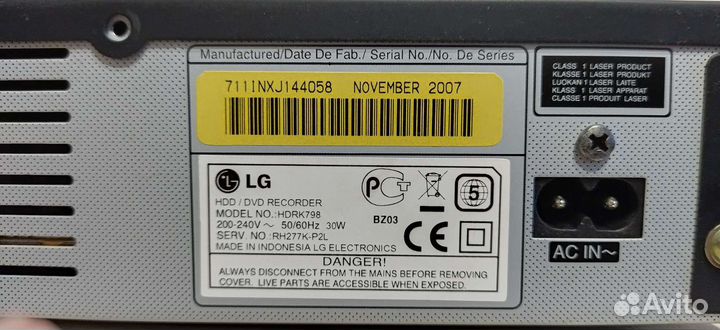 Manufactured/Date De Fab./ Serial No./No. De Series
711INXJ144058 NOVEMBER 2007
CLASS 1 LASER PRODUCT
KLASSE 1 LASER PRODUKT
LUOKAN 1 LASER LAITE
KLASS 1 LASER APPARAT
CLASSE 1 PRODUIT LASER
LG
HDD / DVD RECORDER
MODEL NO.:HDRK798
200-240V ~ 50/60Hz 30W
SERV. NO :RH277K-P2L
MADE IN INDONESIA LG ELECTRONICS
PCT
BZ03
5
CE
DANGER!
ALWAYS DISCONNECT FROM THE MAINS BEFORE REMOVING
COVER. LIVE PARTS ARE ACCESSIBLE WHEN EXPOSED.
AC IN~
Avito